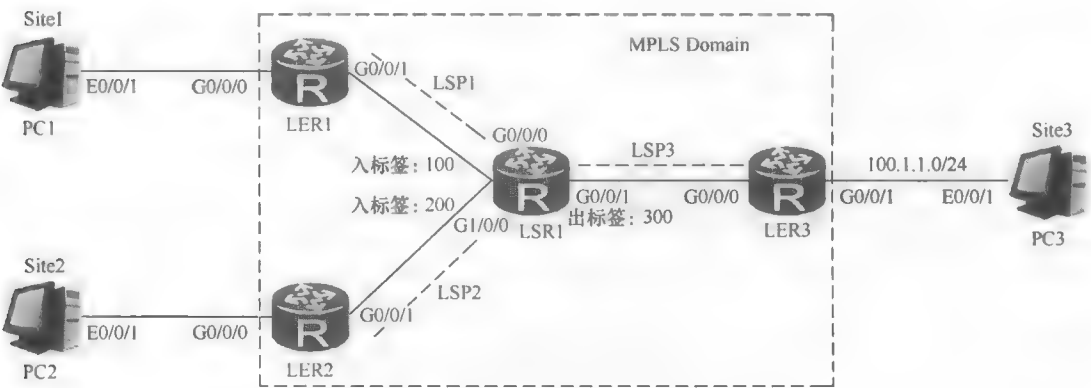 Site1
PC1
E0/0/1
G0/0/0
R
LER1
G0/0/1
LSP1
MPLS Domain
入标签：100
入标签：200
G0/0/0
G1/0/0
R
LSR1
LSP3
G0/0/1
出标签：300
G0/0/0
R
LER3
100.1.1.0/24
G0/0/1
E0/0/1
Site3
PC3
Site2
PC2
E0/0/1
G0/0/0
R
LER2
G0/0/1
LSP2